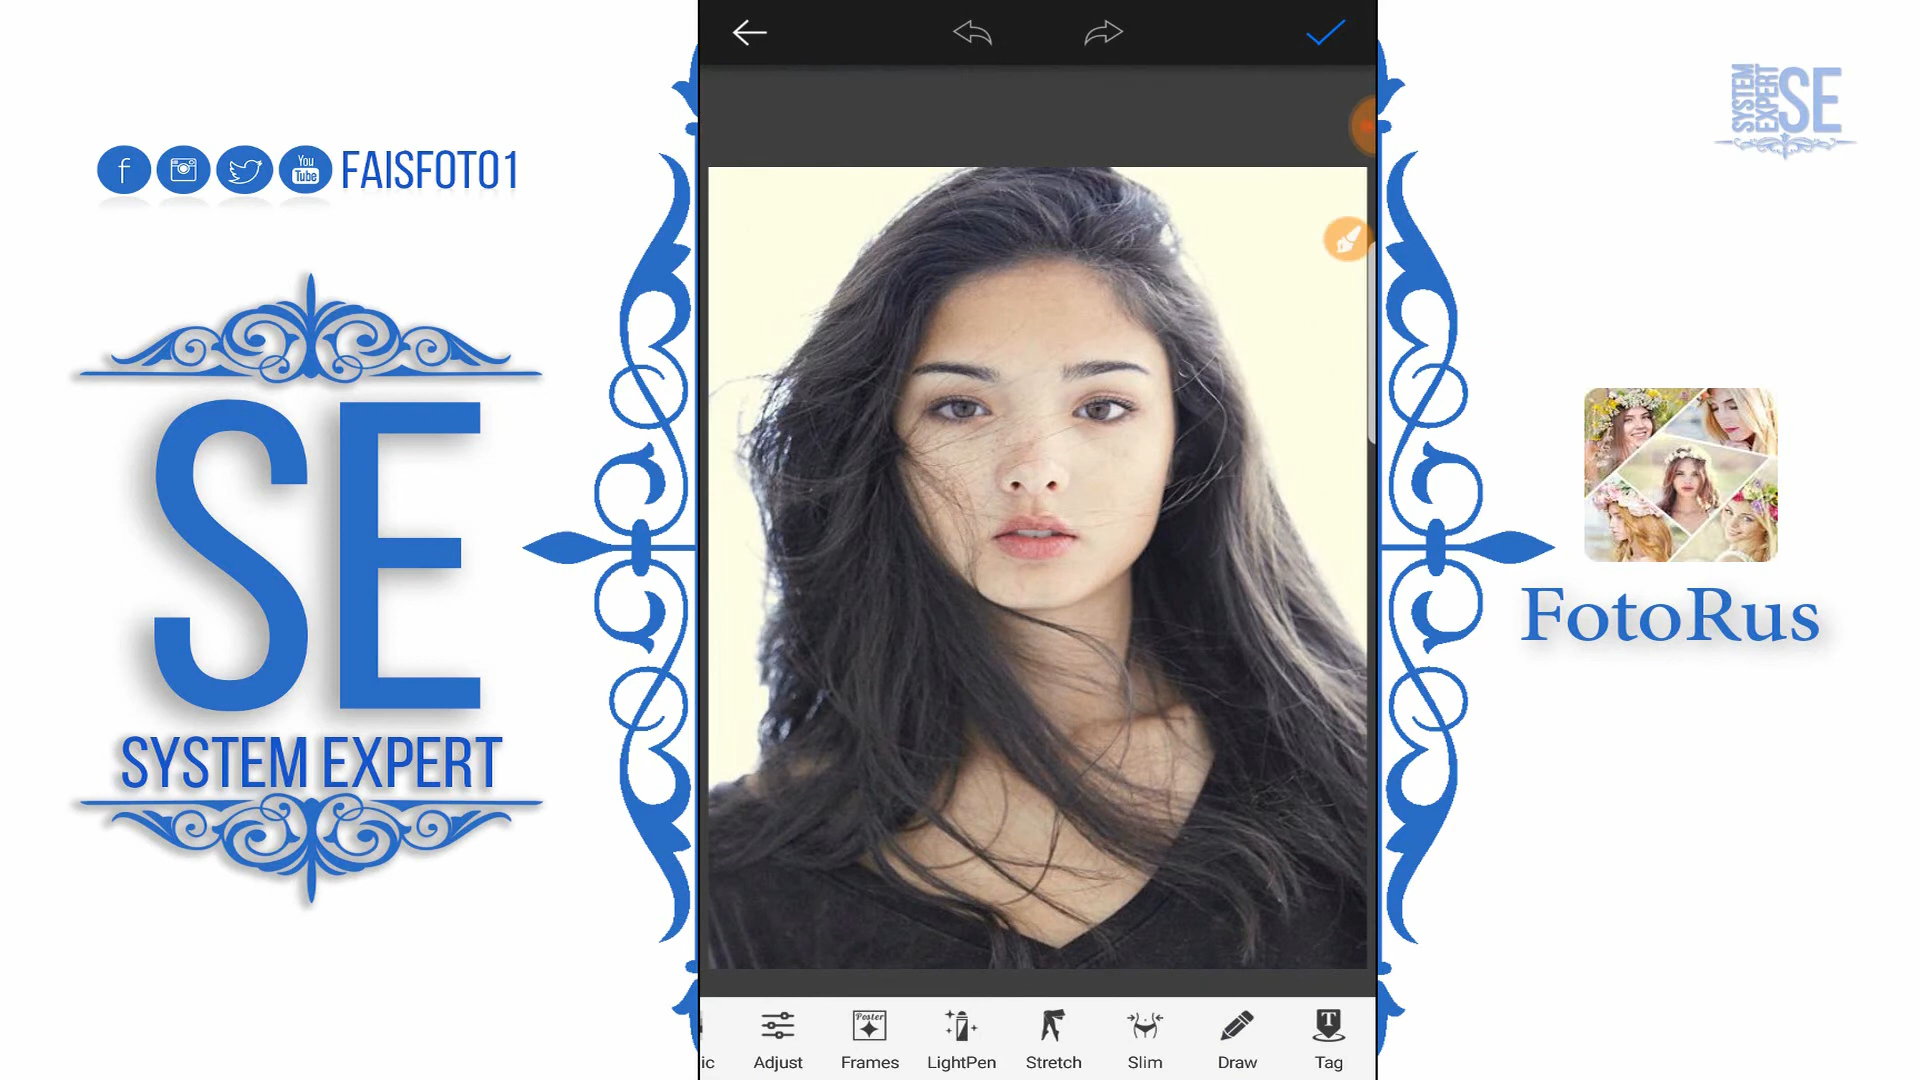 f You Tube FAISFOTO1
SYSTEM EXPERT SE
SE
SYSTEM EXPERT
FotoRus
ic Adjust Frames LightPen Stretch Slim Draw Tag
Poster
T